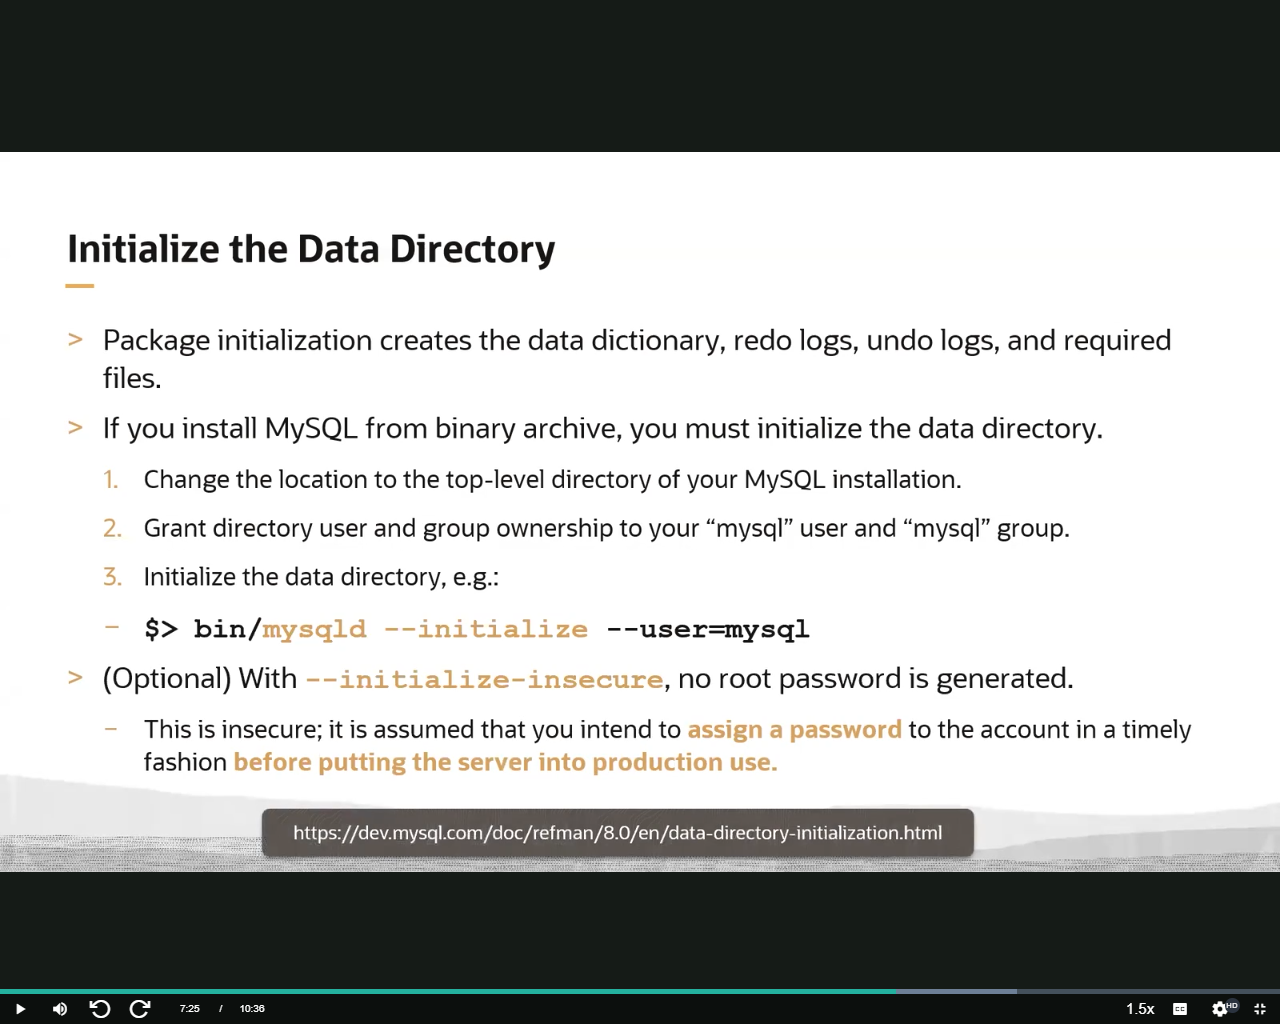 Initialize the Data Directory
> Package initialization creates the data dictionary, redo logs, undo logs, and required
files.
> If you install MySQL from binary archive, you must initialize the data directory.
1. Change the location to the top-level directory of your MySQL installation.
2. Grant directory user and group ownership to your “mysql” user and “mysql” group.
3. Initialize the data directory, e.g.:
– $> bin/mysqld --initialize --user=mysql
> (Optional) With --initialize-insecure, no root password is generated.
– This is insecure; it is assumed that you intend to assign a password to the account in a timely
fashion before putting the server into production use.
https://dev.mysql.com/doc/refman/8.0/en/data-directory-initialization.html
7:25 / 10:36 1.5x CC HD